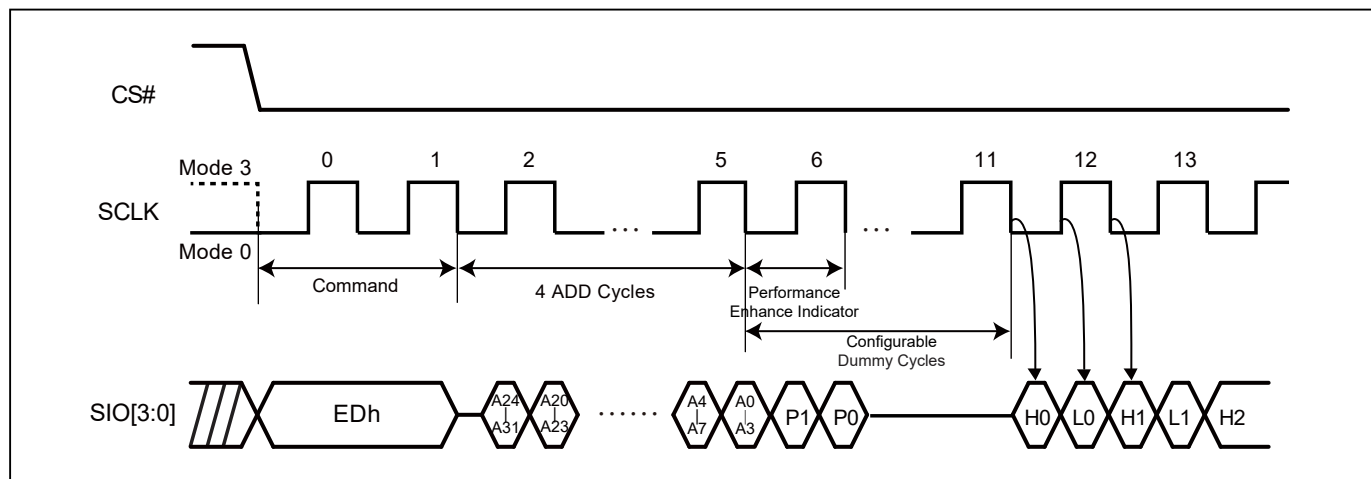 CS#
0 1 2 5 6 11 12 13
Mode 3
SCLK
Mode 0
Command
4 ADD Cycles
Performance
Enhance Indicator
Configurable
Dummy Cycles
...
...
SIO[3:0]
EDh
A24
A31
A20
A23
......
A4
A7
A0
A3
P1
P0
H0
L0
H1
L1
H2